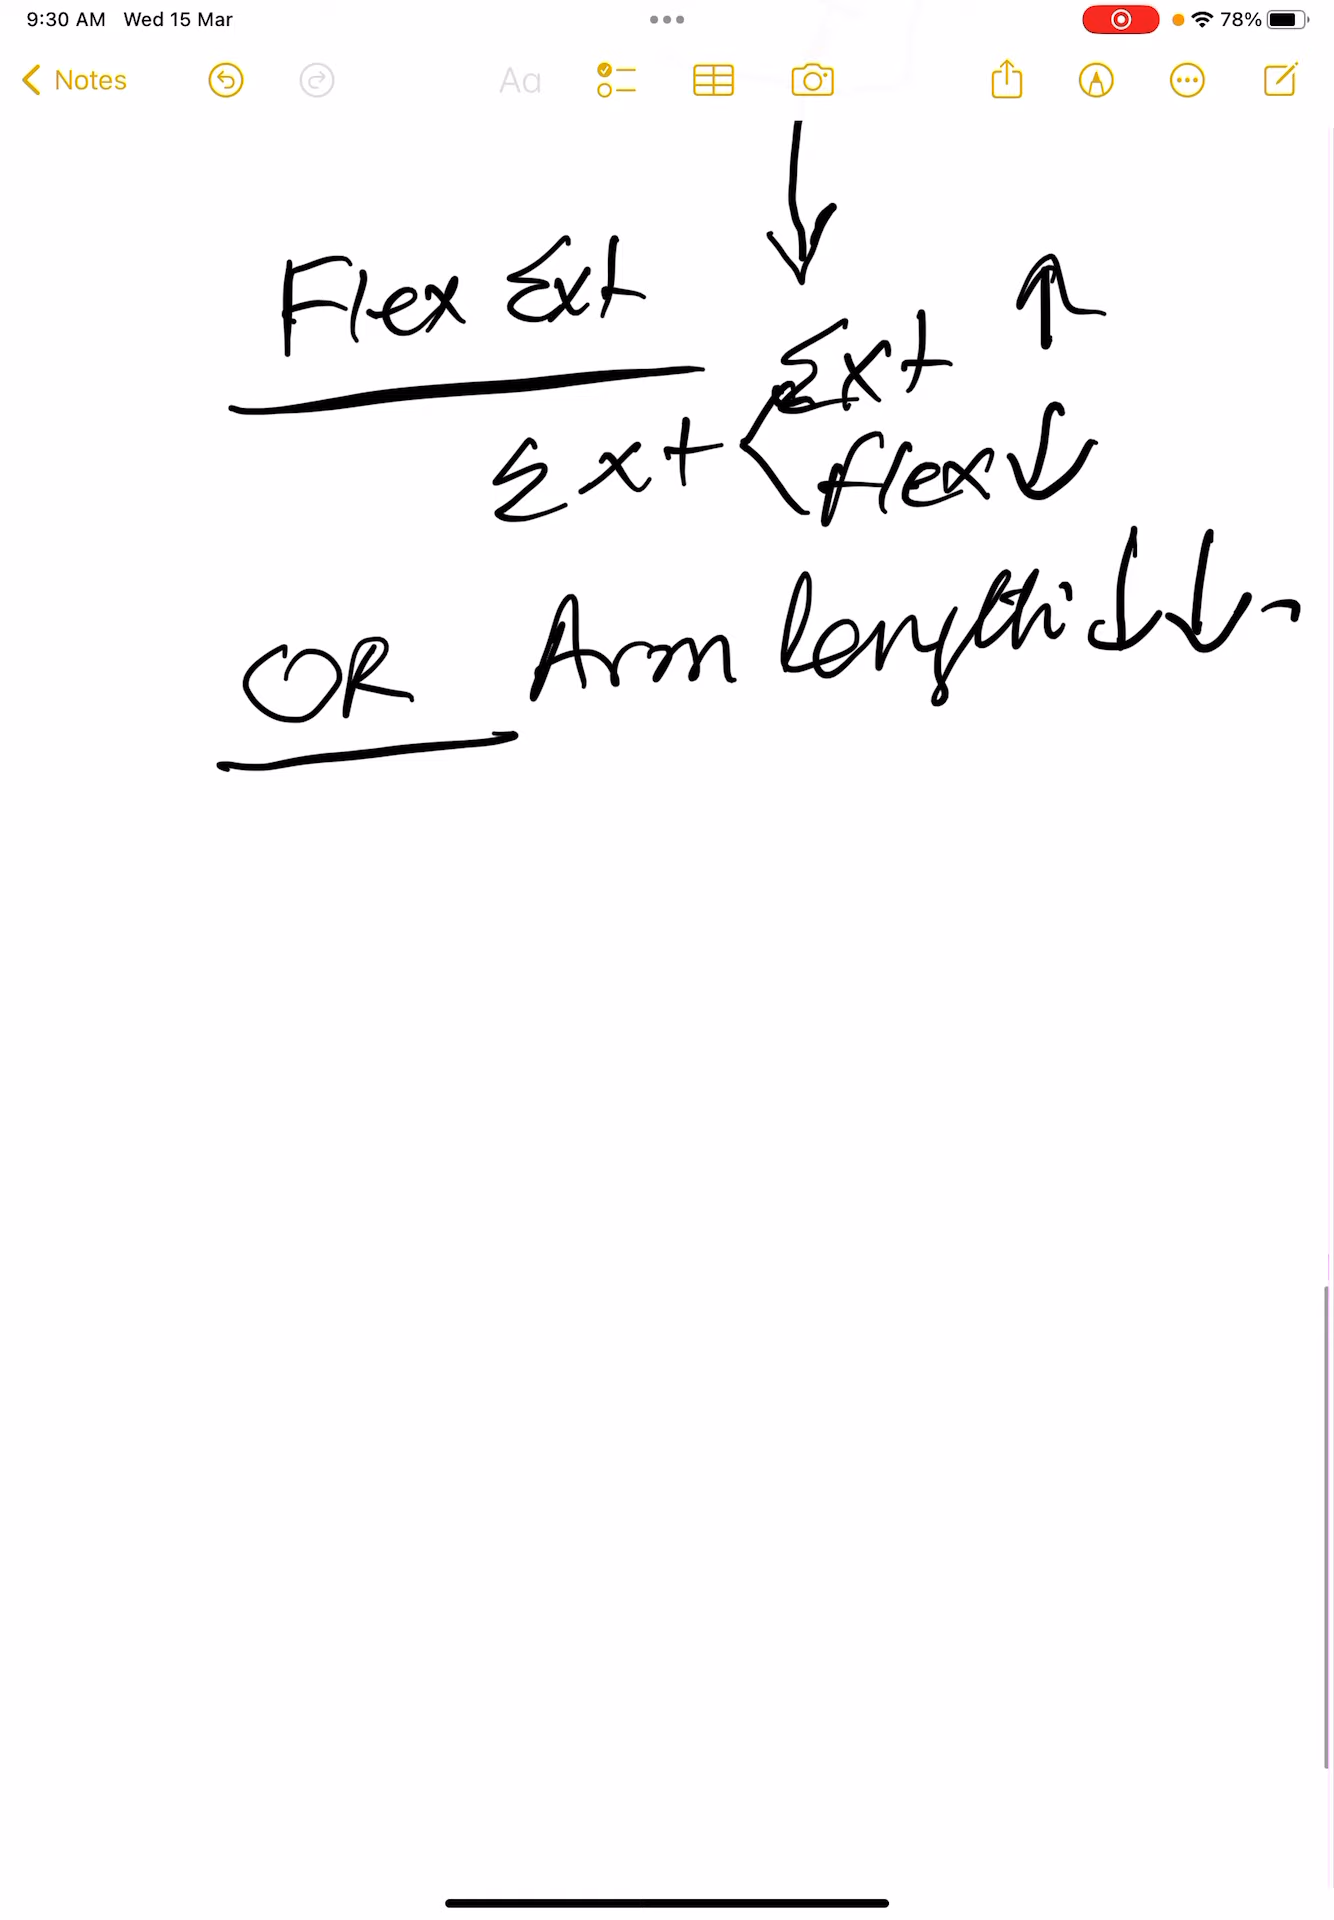 9:30 AM Wed 15 Mar
78%
Notes
Aa
Flex Ext
Ext ↑
Ext < flex ↓
OR Arm length ↓↓